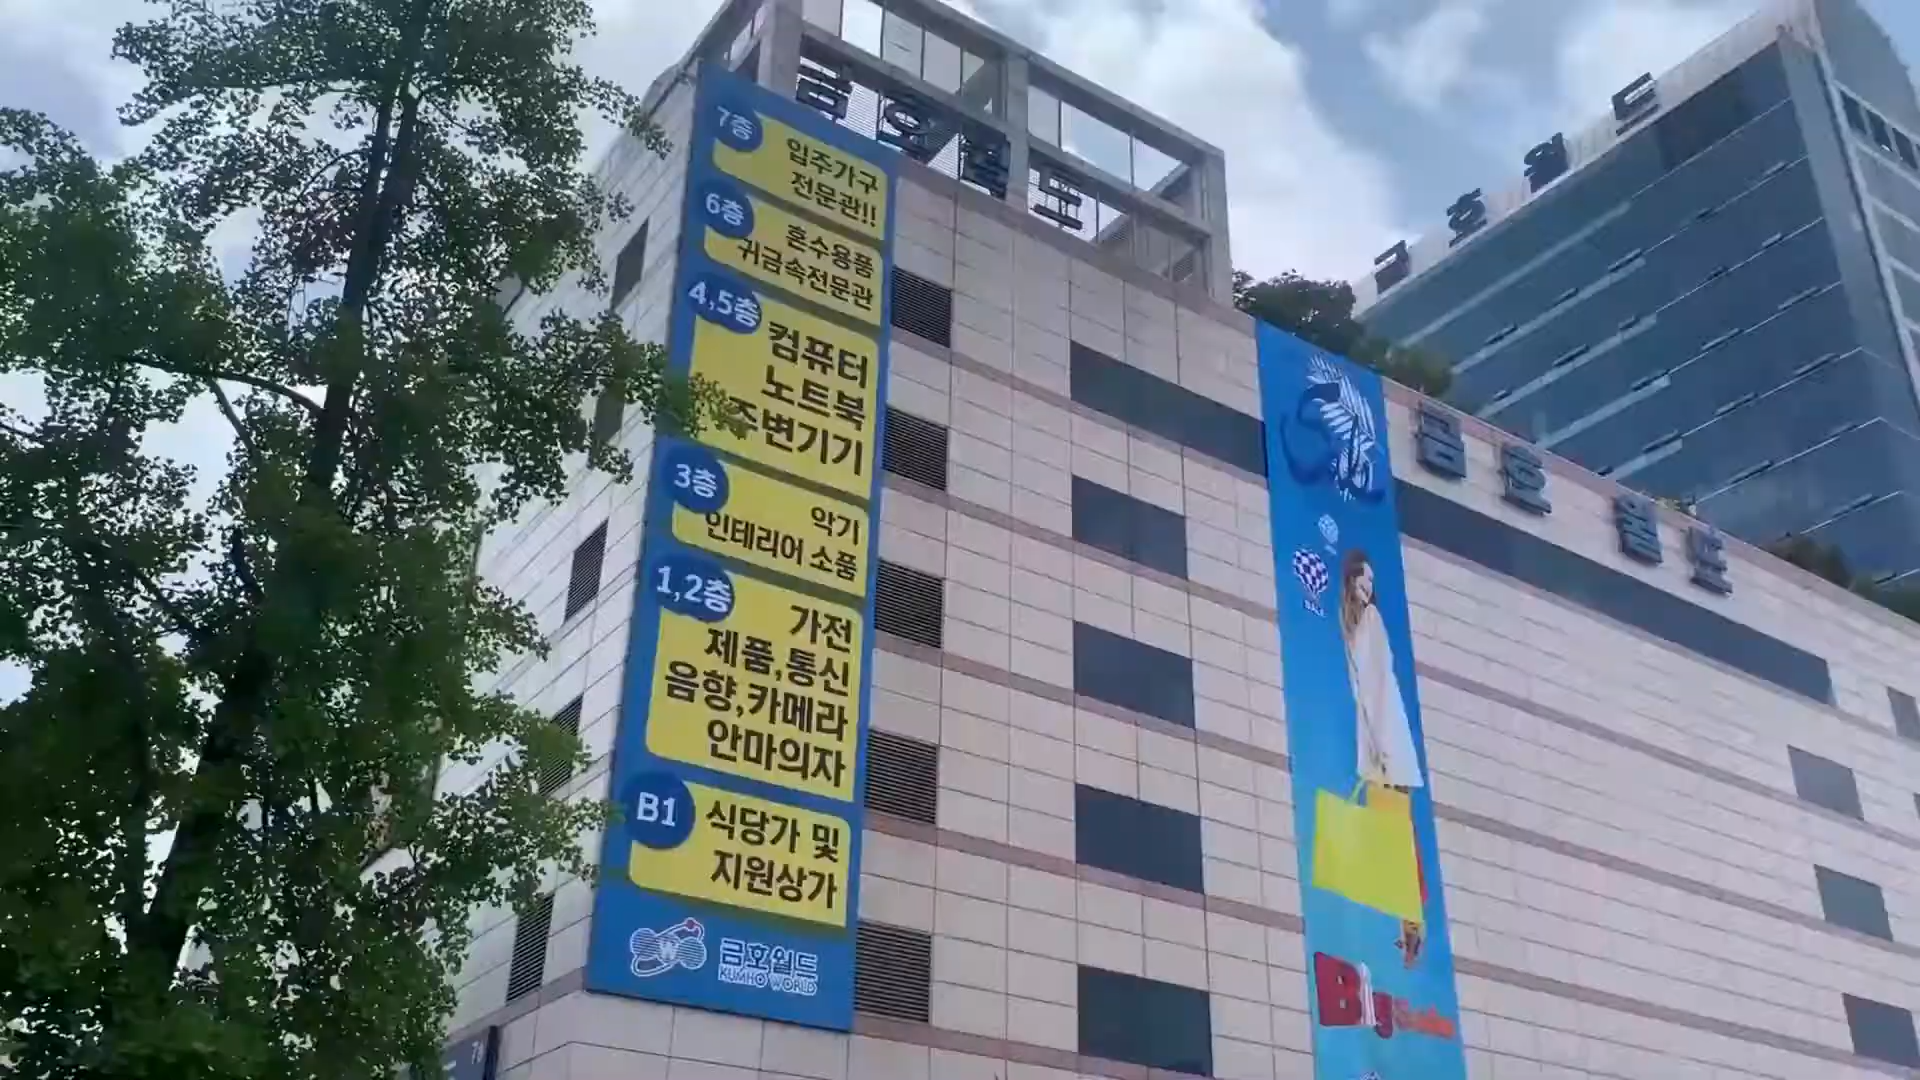 금호월드
금호월드
7층
입주가구
전문관!!
6층
혼수용품
귀금속전문관
4,5층
컴퓨터
노트북
주변기기
3층
악기
인테리어 소품
1,2층
가전
제품,통신
음향,카메라
안마의자
B1
식당가 및
지원상가
금호월드
KUMHO WORLD
금호월드
SALE
Big Sale